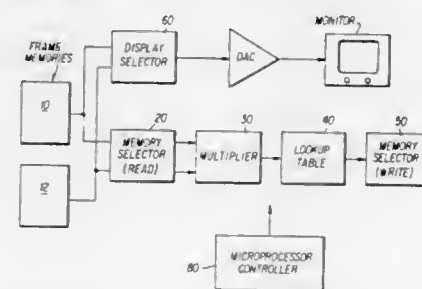 60
MONITOR
FRAME
MEMORIES
DISPLAY
SELECTOR
DAC
10
20
30
40
50
MEMORY
SELECTOR
(READ)
MULTIPLIER
LOOKUP
TABLE
MEMORY
SELECTOR
(WRITE)
12
80
MICROPROCESSOR
CONTROLLER